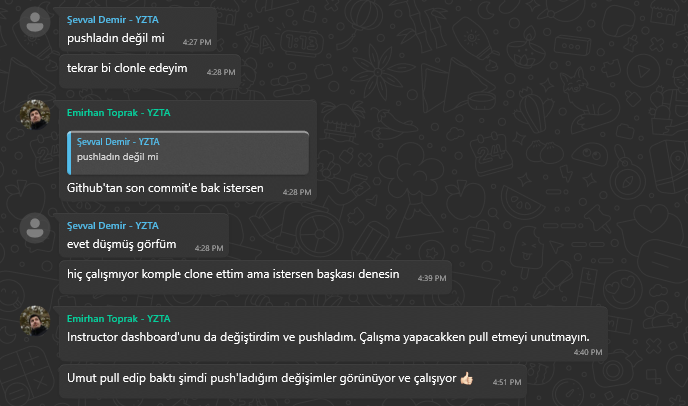 Şevval Demir - YZTA
pushladın değil mi
4:27 PM
tekrar bi clonle edeyim
4:28 PM
Emirhan Toprak - YZTA
Şevval Demir - YZTA
pushladın değil mi
Github'tan son commit'e bak istersen
4:28 PM
Şevval Demir - YZTA
evet düşmüş görfüm
4:28 PM
hiç çalışmıyor komple clone ettim ama istersen başkası denesin
4:39 PM
Emirhan Toprak - YZTA
Instructor dashboard'unu da değiştirdim ve pushladım. Çalışma yapacakken pull etmeyi unutmayın.
4:40 PM
Umut pull edip baktı şimdi push'ladığım değişimler görünüyor ve çalışıyor 👍🏻
4:51 PM